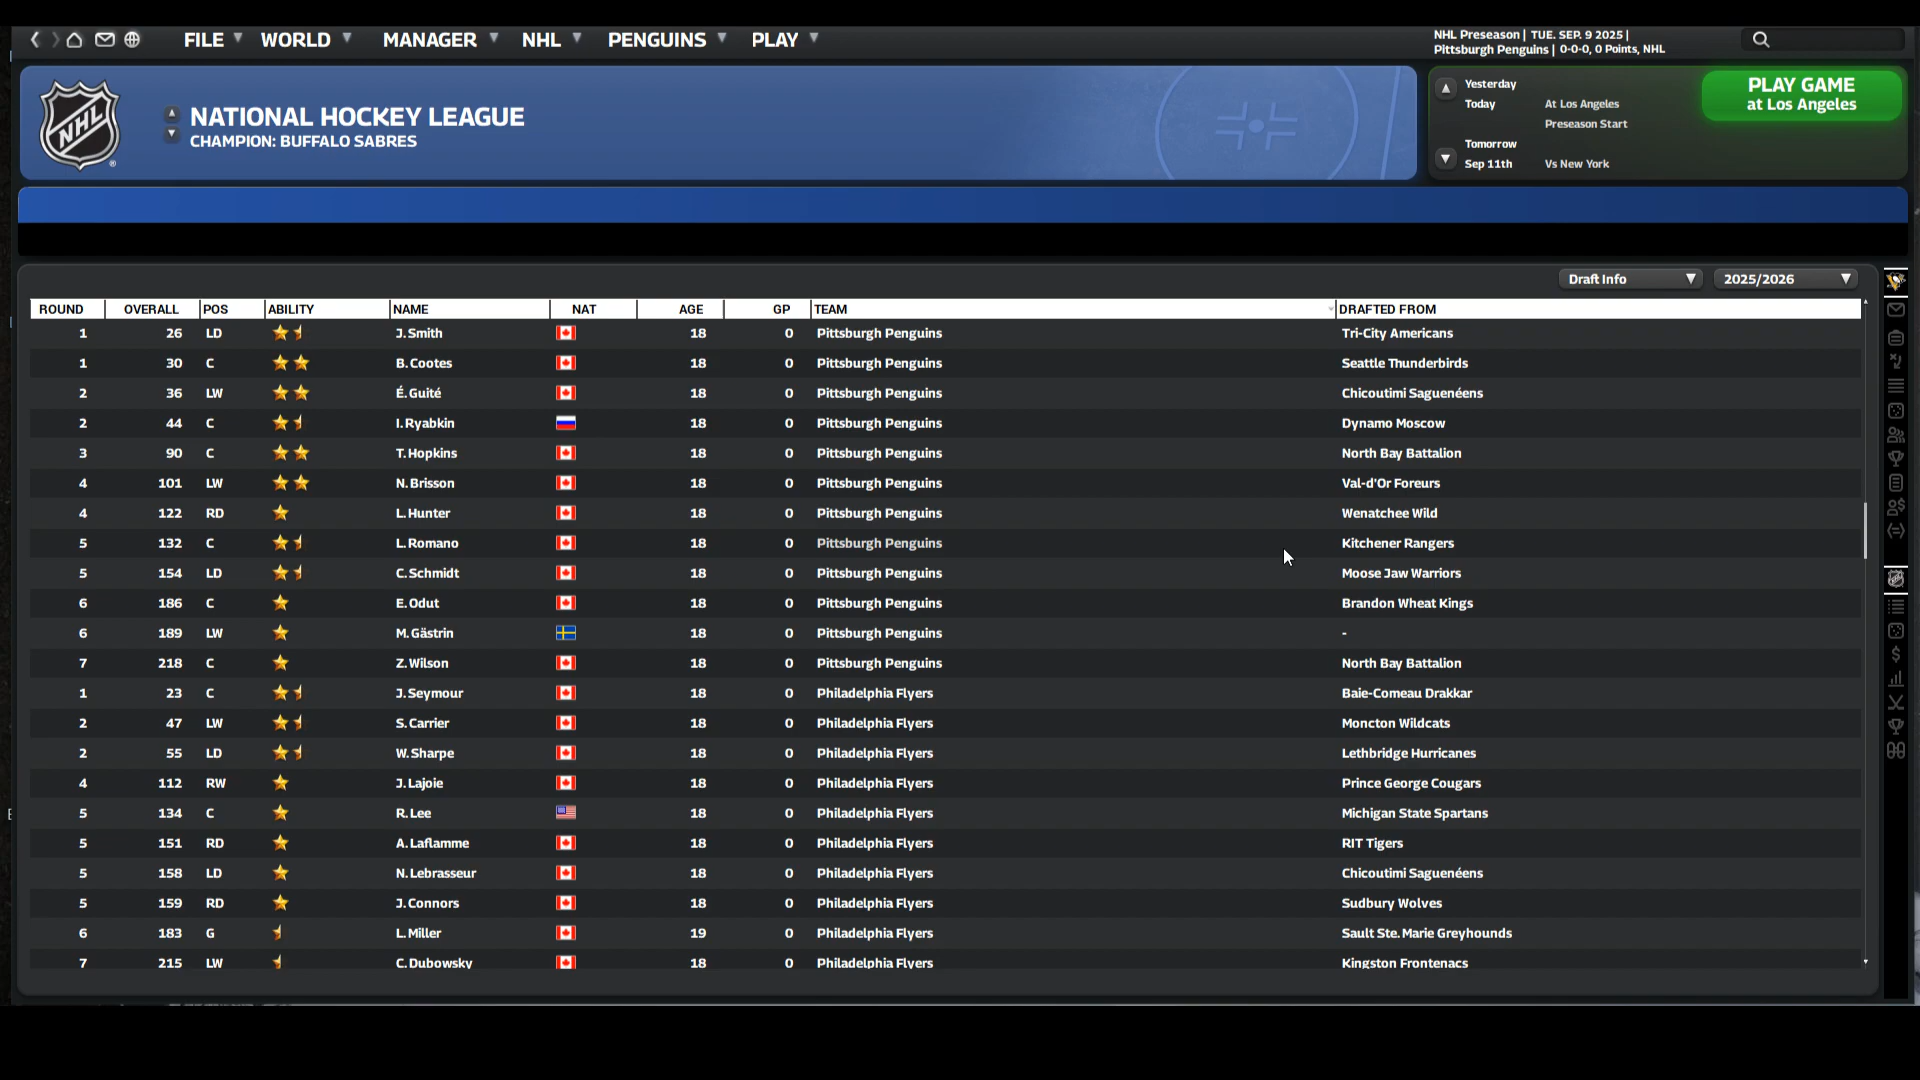 FILE WORLD MANAGER NHL PENGUINS PLAY
NHL Preseason | TUE. SEP. 9 2025 |
Pittsburgh Penguins | 0-0-0, 0 Points, NHL
NHL
NATIONAL HOCKEY LEAGUE
CHAMPION: BUFFALO SABRES
Yesterday
Today At Los Angeles
Preseason Start
Tomorrow
Sep 11th Vs New York
PLAY GAME
at Los Angeles
Draft Info 2025/2026
ROUND OVERALL POS ABILITY NAME NAT AGE GP TEAM DRAFTED FROM
1 26 LD J. Smith 18 0 Pittsburgh Penguins Tri-City Americans
1 30 C B. Cootes 18 0 Pittsburgh Penguins Seattle Thunderbirds
2 36 LW É. Guité 18 0 Pittsburgh Penguins Chicoutimi Saguenéens
2 44 C I. Ryabkin 18 0 Pittsburgh Penguins Dynamo Moscow
3 90 C T. Hopkins 18 0 Pittsburgh Penguins North Bay Battalion
4 101 LW N. Brisson 18 0 Pittsburgh Penguins Val-d'Or Foreurs
4 122 RD L. Hunter 18 0 Pittsburgh Penguins Wenatchee Wild
5 132 C L. Romano 18 0 Pittsburgh Penguins Kitchener Rangers
5 154 LD C. Schmidt 18 0 Pittsburgh Penguins Moose Jaw Warriors
6 186 C E. Odut 18 0 Pittsburgh Penguins Brandon Wheat Kings
6 189 LW M. Gästrin 18 0 Pittsburgh Penguins -
7 218 C Z. Wilson 18 0 Pittsburgh Penguins North Bay Battalion
1 23 C J. Seymour 18 0 Philadelphia Flyers Baie-Comeau Drakkar
2 47 LW S. Carrier 18 0 Philadelphia Flyers Moncton Wildcats
2 55 LD W. Sharpe 18 0 Philadelphia Flyers Lethbridge Hurricanes
4 112 RW J. Lajoie 18 0 Philadelphia Flyers Prince George Cougars
5 134 C R. Lee 18 0 Philadelphia Flyers Michigan State Spartans
5 151 RD A. Laflamme 18 0 Philadelphia Flyers RIT Tigers
5 158 LD N. Lebrasseur 18 0 Philadelphia Flyers Chicoutimi Saguenéens
5 159 RD J. Connors 18 0 Philadelphia Flyers Sudbury Wolves
6 183 G L. Miller 19 0 Philadelphia Flyers Sault Ste. Marie Greyhounds
7 215 LW C. Dubowsky 18 0 Philadelphia Flyers Kingston Frontenacs